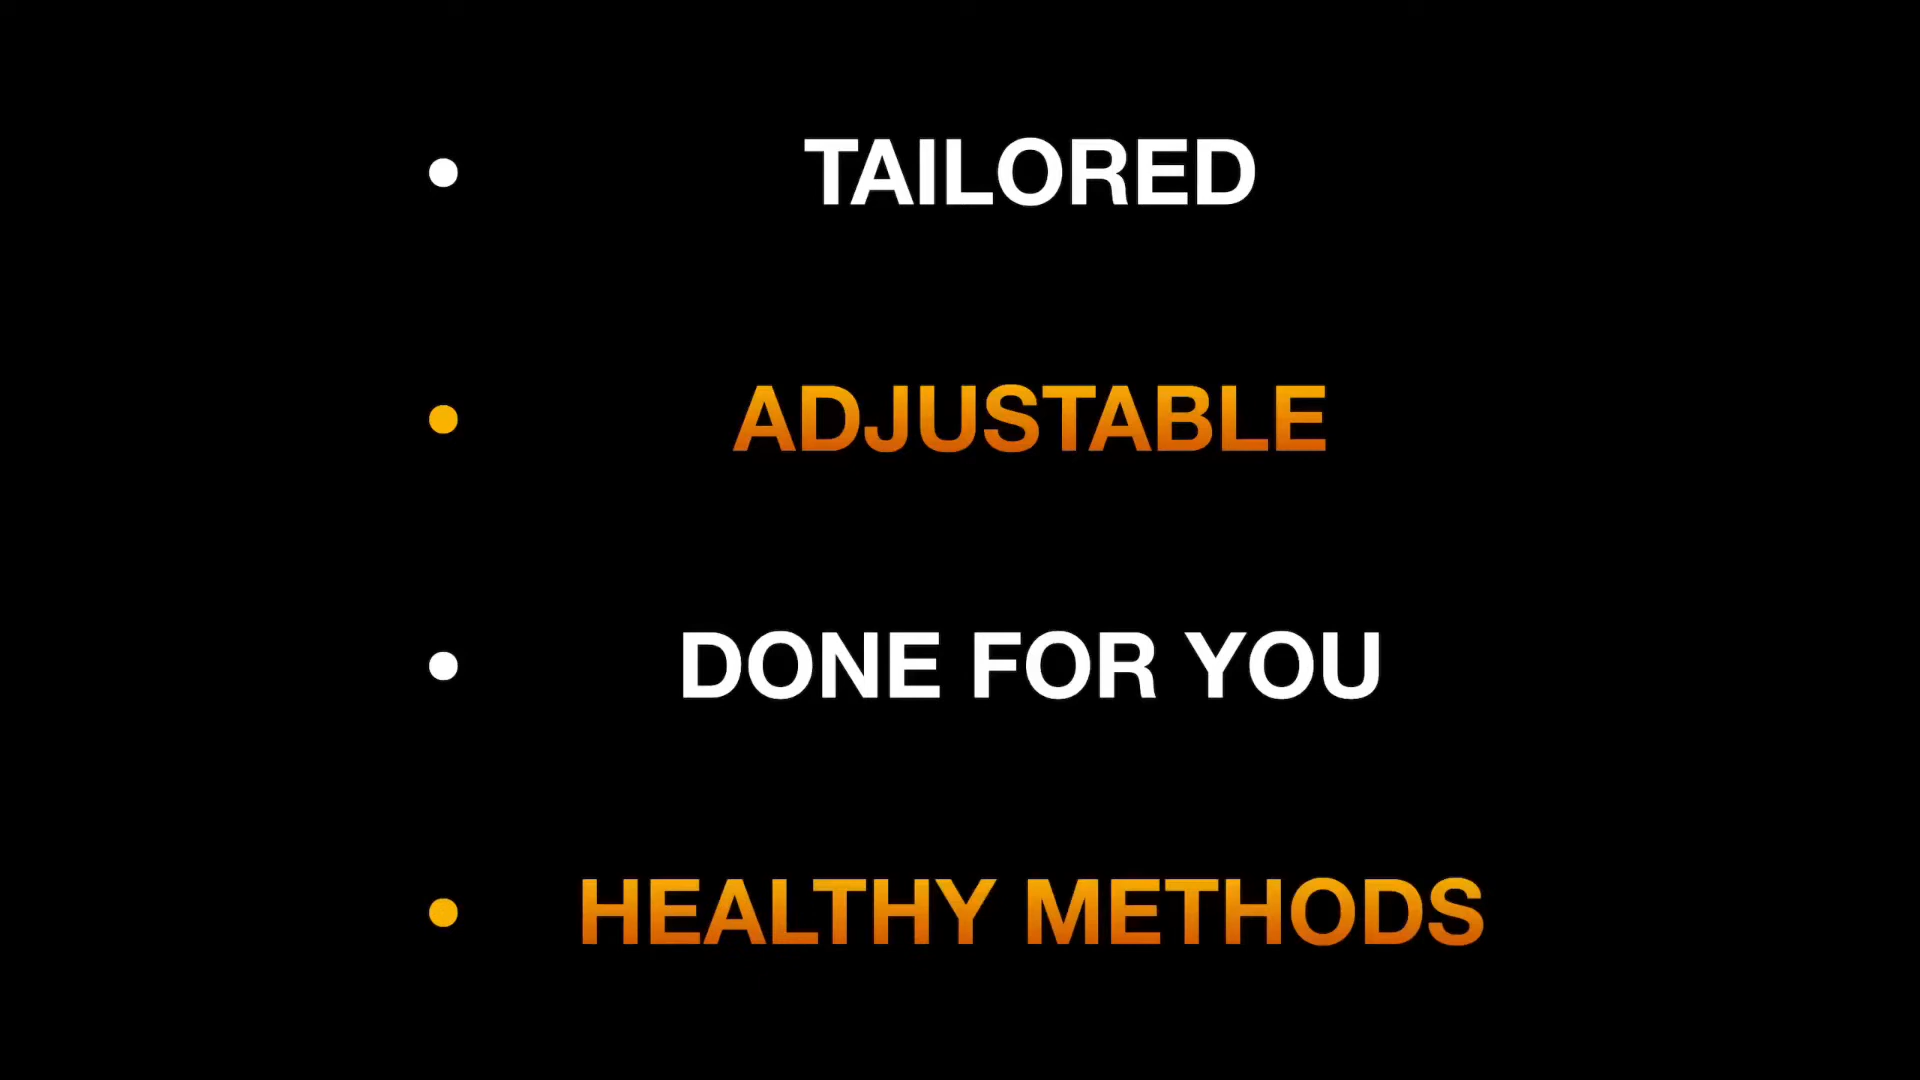 • TAILORED
• ADJUSTABLE
• DONE FOR YOU
• HEALTHY METHODS